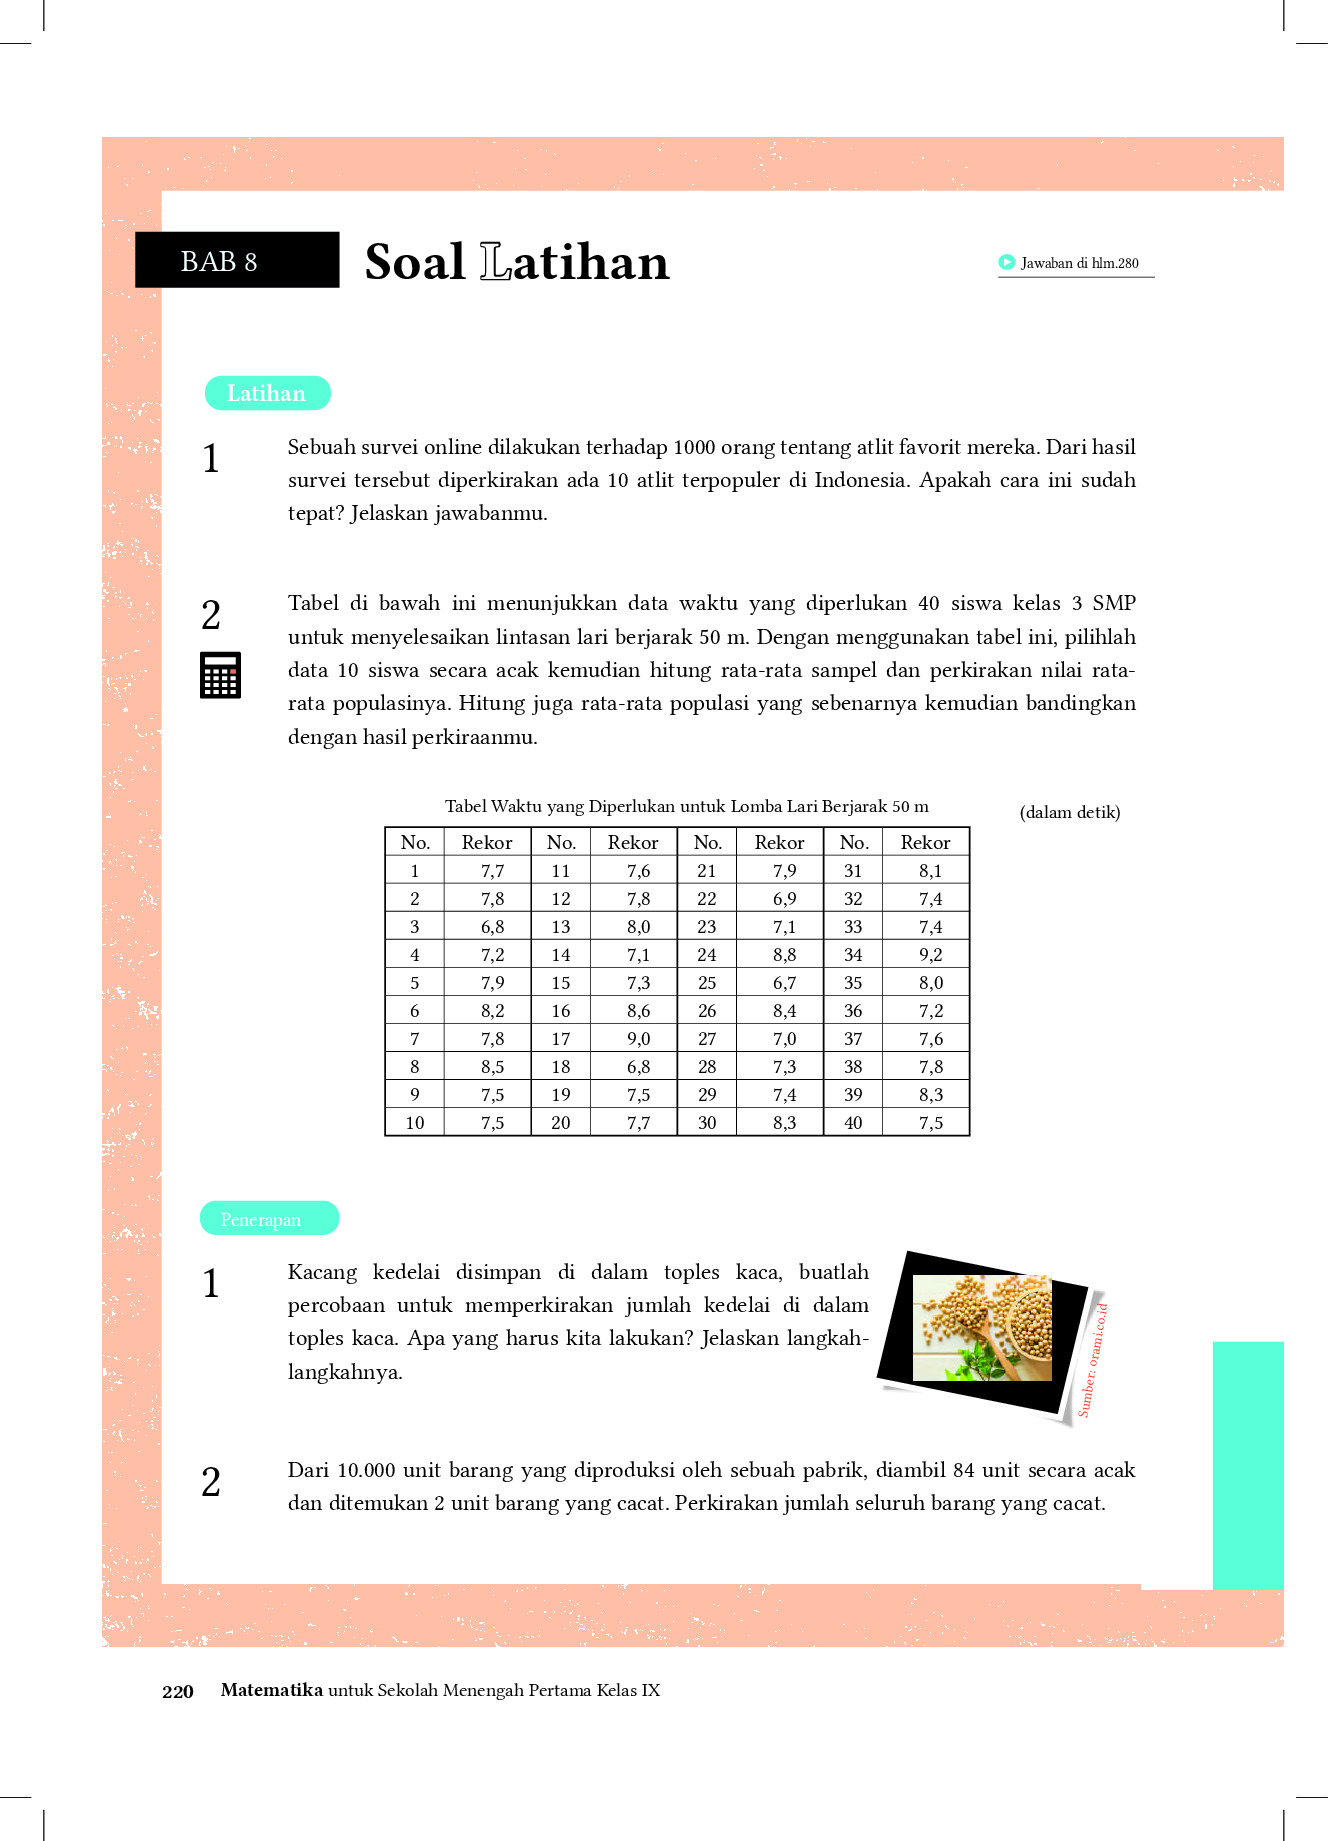 BAB 8
Soal Latihan
Jawaban di hlm.280
Latihan
1
Sebuah survei online dilakukan terhadap 1000 orang tentang atlit favorit mereka. Dari hasil
survei tersebut diperkirakan ada 10 atlit terpopuler di Indonesia. Apakah cara ini sudah
tepat? Jelaskan jawabanmu.
2
Tabel di bawah ini menunjukkan data waktu yang diperlukan 40 siswa kelas 3 SMP
untuk menyelesaikan lintasan lari berjarak 50 m. Dengan menggunakan tabel ini, pilihlah
data 10 siswa secara acak kemudian hitung rata-rata sampel dan perkirakan nilai rata-
rata populasinya. Hitung juga rata-rata populasi yang sebenarnya kemudian bandingkan
dengan hasil perkiraanmu.
Tabel Waktu yang Diperlukan untuk Lomba Lari Berjarak 50 m
(dalam detik)
No. Rekor No. Rekor No. Rekor No. Rekor
1 7,7 11 7,6 21 7,9 31 8,1
2 7,8 12 7,8 22 6,9 32 7,4
3 6,8 13 8,0 23 7,1 33 7,4
4 7,2 14 7,1 24 8,8 34 9,2
5 7,9 15 7,3 25 6,7 35 8,0
6 8,2 16 8,6 26 8,4 36 7,2
7 7,8 17 9,0 27 7,0 37 7,6
8 8,5 18 6,8 28 7,3 38 7,8
9 7,5 19 7,5 29 7,4 39 8,3
10 7,5 20 7,7 30 8,3 40 7,5
Penerapan
1
Kacang kedelai disimpan di dalam toples kaca, buatlah
percobaan untuk memperkirakan jumlah kedelai di dalam
toples kaca. Apa yang harus kita lakukan? Jelaskan langkah-
langkahnya.
Sumber: orami.co.id
2
Dari 10.000 unit barang yang diproduksi oleh sebuah pabrik, diambil 84 unit secara acak
dan ditemukan 2 unit barang yang cacat. Perkirakan jumlah seluruh barang yang cacat.
220 Matematika untuk Sekolah Menengah Pertama Kelas IX